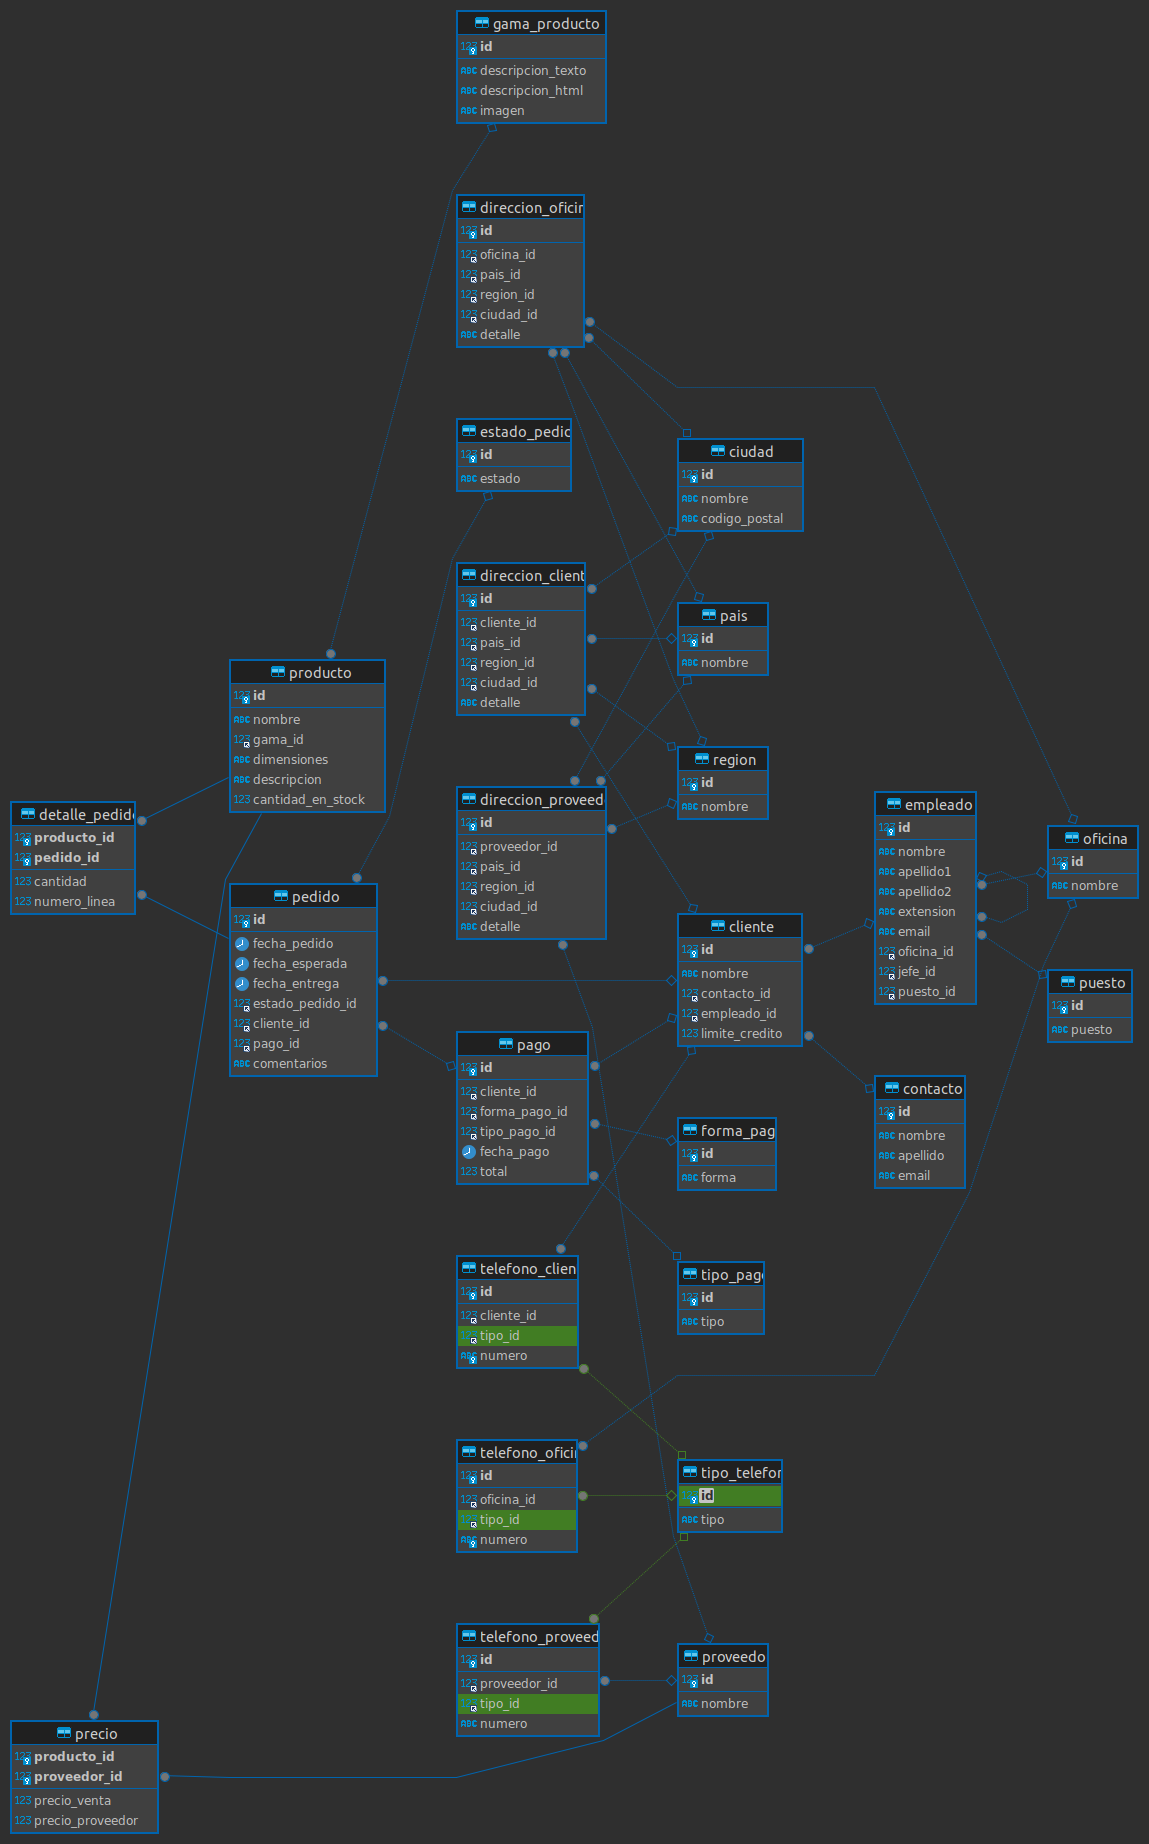 gama_producto
id
descripcion_texto
descripcion_html
imagen
direccion_oficin
id
oficina_id
pais_id
region_id
ciudad_id
detalle
estado_pedid
id
estado
ciudad
id
nombre
codigo_postal
direccion_client
id
cliente_id
pais_id
region_id
ciudad_id
detalle
pais
id
nombre
producto
id
nombre
gama_id
dimensiones
descripcion
cantidad_en_stock
region
id
nombre
detalle_pedido
producto_id
pedido_id
cantidad
numero_linea
direccion_proveed
id
proveedor_id
pais_id
region_id
ciudad_id
detalle
empleado
id
nombre
apellido1
apellido2
extension
email
oficina_id
jefe_id
puesto_id
oficina
id
nombre
pedido
id
fecha_pedido
fecha_esperada
fecha_entrega
estado_pedido_id
cliente_id
pago_id
comentarios
cliente
id
nombre
contacto_id
empleado_id
limite_credito
puesto
id
puesto
pago
id
cliente_id
forma_pago_id
tipo_pago_id
fecha_pago
total
contacto
id
nombre
apellido
email
forma_pag
id
forma
telefono_clien
id
cliente_id
tipo_id
numero
tipo_pago
id
tipo
telefono_oficin
id
oficina_id
tipo_id
numero
tipo_telefon
id
tipo
telefono_proveed
id
proveedor_id
tipo_id
numero
proveedo
id
nombre
precio
producto_id
proveedor_id
precio_venta
precio_proveedor